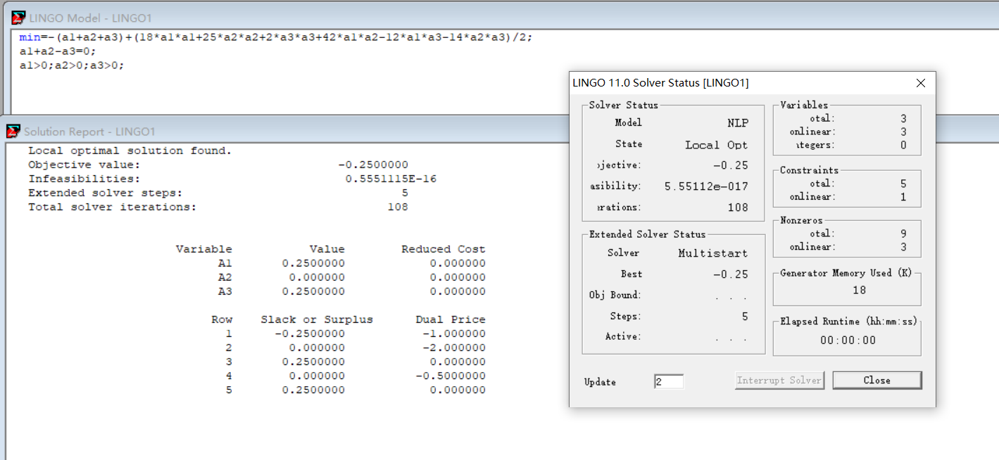 LINGO Model - LINGO1
min=-(a1+a2+a3)+(18*a1*a1+25*a2*a2+2*a3*a3+42*a1*a2-12*a1*a3-14*a2*a3)/2;
a1+a2-a3=0;
a1>0;a2>0;a3>0;
Solution Report - LINGO1
Local optimal solution found.
Objective value: -0.2500000
Infeasibilities: 0.5551115E-16
Extended solver steps: 5
Total solver iterations: 108
Variable Value Reduced Cost
A1 0.2500000 0.000000
A2 0.000000 0.000000
A3 0.2500000 0.000000
Row Slack or Surplus Dual Price
1 -0.2500000 -1.000000
2 0.000000 -2.000000
3 0.2500000 0.000000
4 0.000000 -0.5000000
5 0.2500000 0.000000
LINGO 11.0 Solver Status [LINGO1]
Solver Status
Model NLP
State Local Opt
ojective: -0.25
asibility: 5.55112e-017
erations: 108
Extended Solver Status
Solver Multistart
Best -0.25
Obj Bound: . . .
Steps: 5
Active: . . .
Variables
otal: 3
onlinear: 3
ntegers: 0
Constraints
otal: 5
onlinear: 1
Nonzeros
otal: 9
onlinear: 3
Generator Memory Used (K)
18
Elapsed Runtime (hh:mm:ss)
00:00:00
Update 2
Interrupt Solver
Close